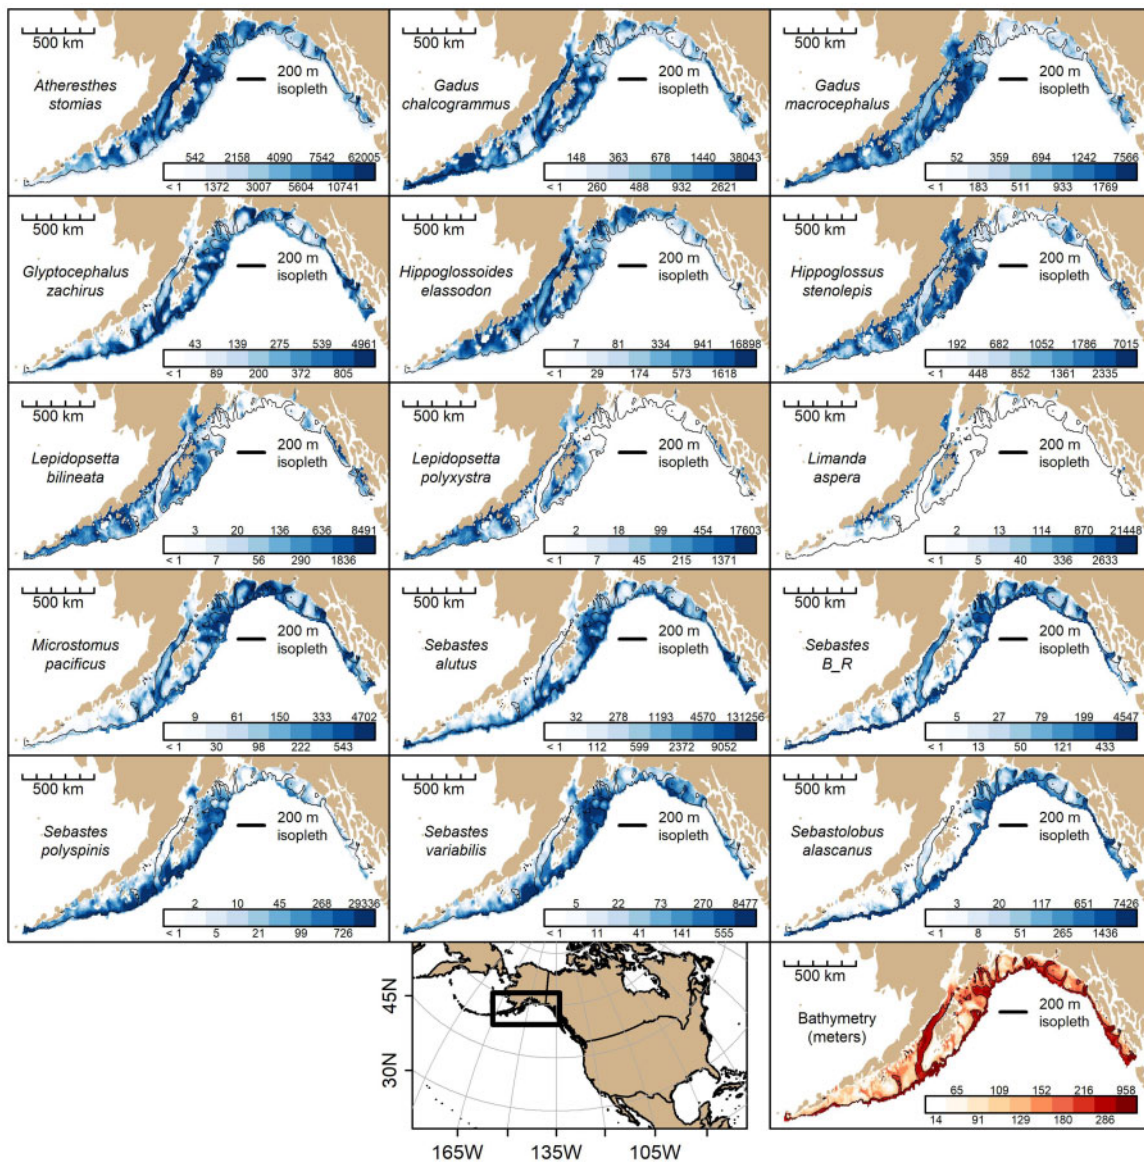 500 km
Atheresthes
stomias
200 m
isopleth
542 2158 4090 7542 62005
< 1 1372 3007 5604 10741
500 km
Gadus
chalcogrammus
200 m
isopleth
148 363 678 1440 38043
< 1 260 488 932 2621
500 km
Gadus
macrocephalus
200 m
isopleth
52 359 694 1242 7566
< 1 183 511 933 1769
500 km
Glyptocephalus
zachirus
200 m
isopleth
43 139 275 539 4961
< 1 89 200 372 805
500 km
Hippoglossoides
elassodon
200 m
isopleth
7 81 334 941 16898
< 1 29 174 573 1618
500 km
Hippoglossus
stenolepis
200 m
isopleth
192 682 1052 1786 7015
< 1 448 852 1361 2335
500 km
Lepidopsetta
bilineata
200 m
isopleth
3 20 136 636 8491
< 1 7 56 290 1836
500 km
Lepidopsetta
polyxystra
200 m
isopleth
2 18 99 454 17603
< 1 7 45 215 1371
500 km
Limanda
aspera
200 m
isopleth
2 13 114 870 21448
< 1 5 40 336 2633
500 km
Microstomus
pacificus
200 m
isopleth
9 61 150 333 4702
< 1 30 98 222 543
500 km
Sebastes
alutus
200 m
isopleth
32 278 1193 4570 131256
< 1 112 599 2372 9052
500 km
Sebastes
B_R
200 m
isopleth
5 27 79 199 4547
< 1 13 50 121 433
500 km
Sebastes
polyspinis
200 m
isopleth
2 10 45 268 29336
< 1 5 21 99 726
500 km
Sebastes
variabilis
200 m
isopleth
5 22 73 270 8477
< 1 11 41 141 555
500 km
Sebastolobus
alascanus
200 m
isopleth
3 20 117 651 7426
< 1 8 51 265 1436
45N
30N
165W 135W 105W
500 km
Bathymetry
(meters)
200 m
isopleth
65 109 152 216 958
14 91 129 180 286